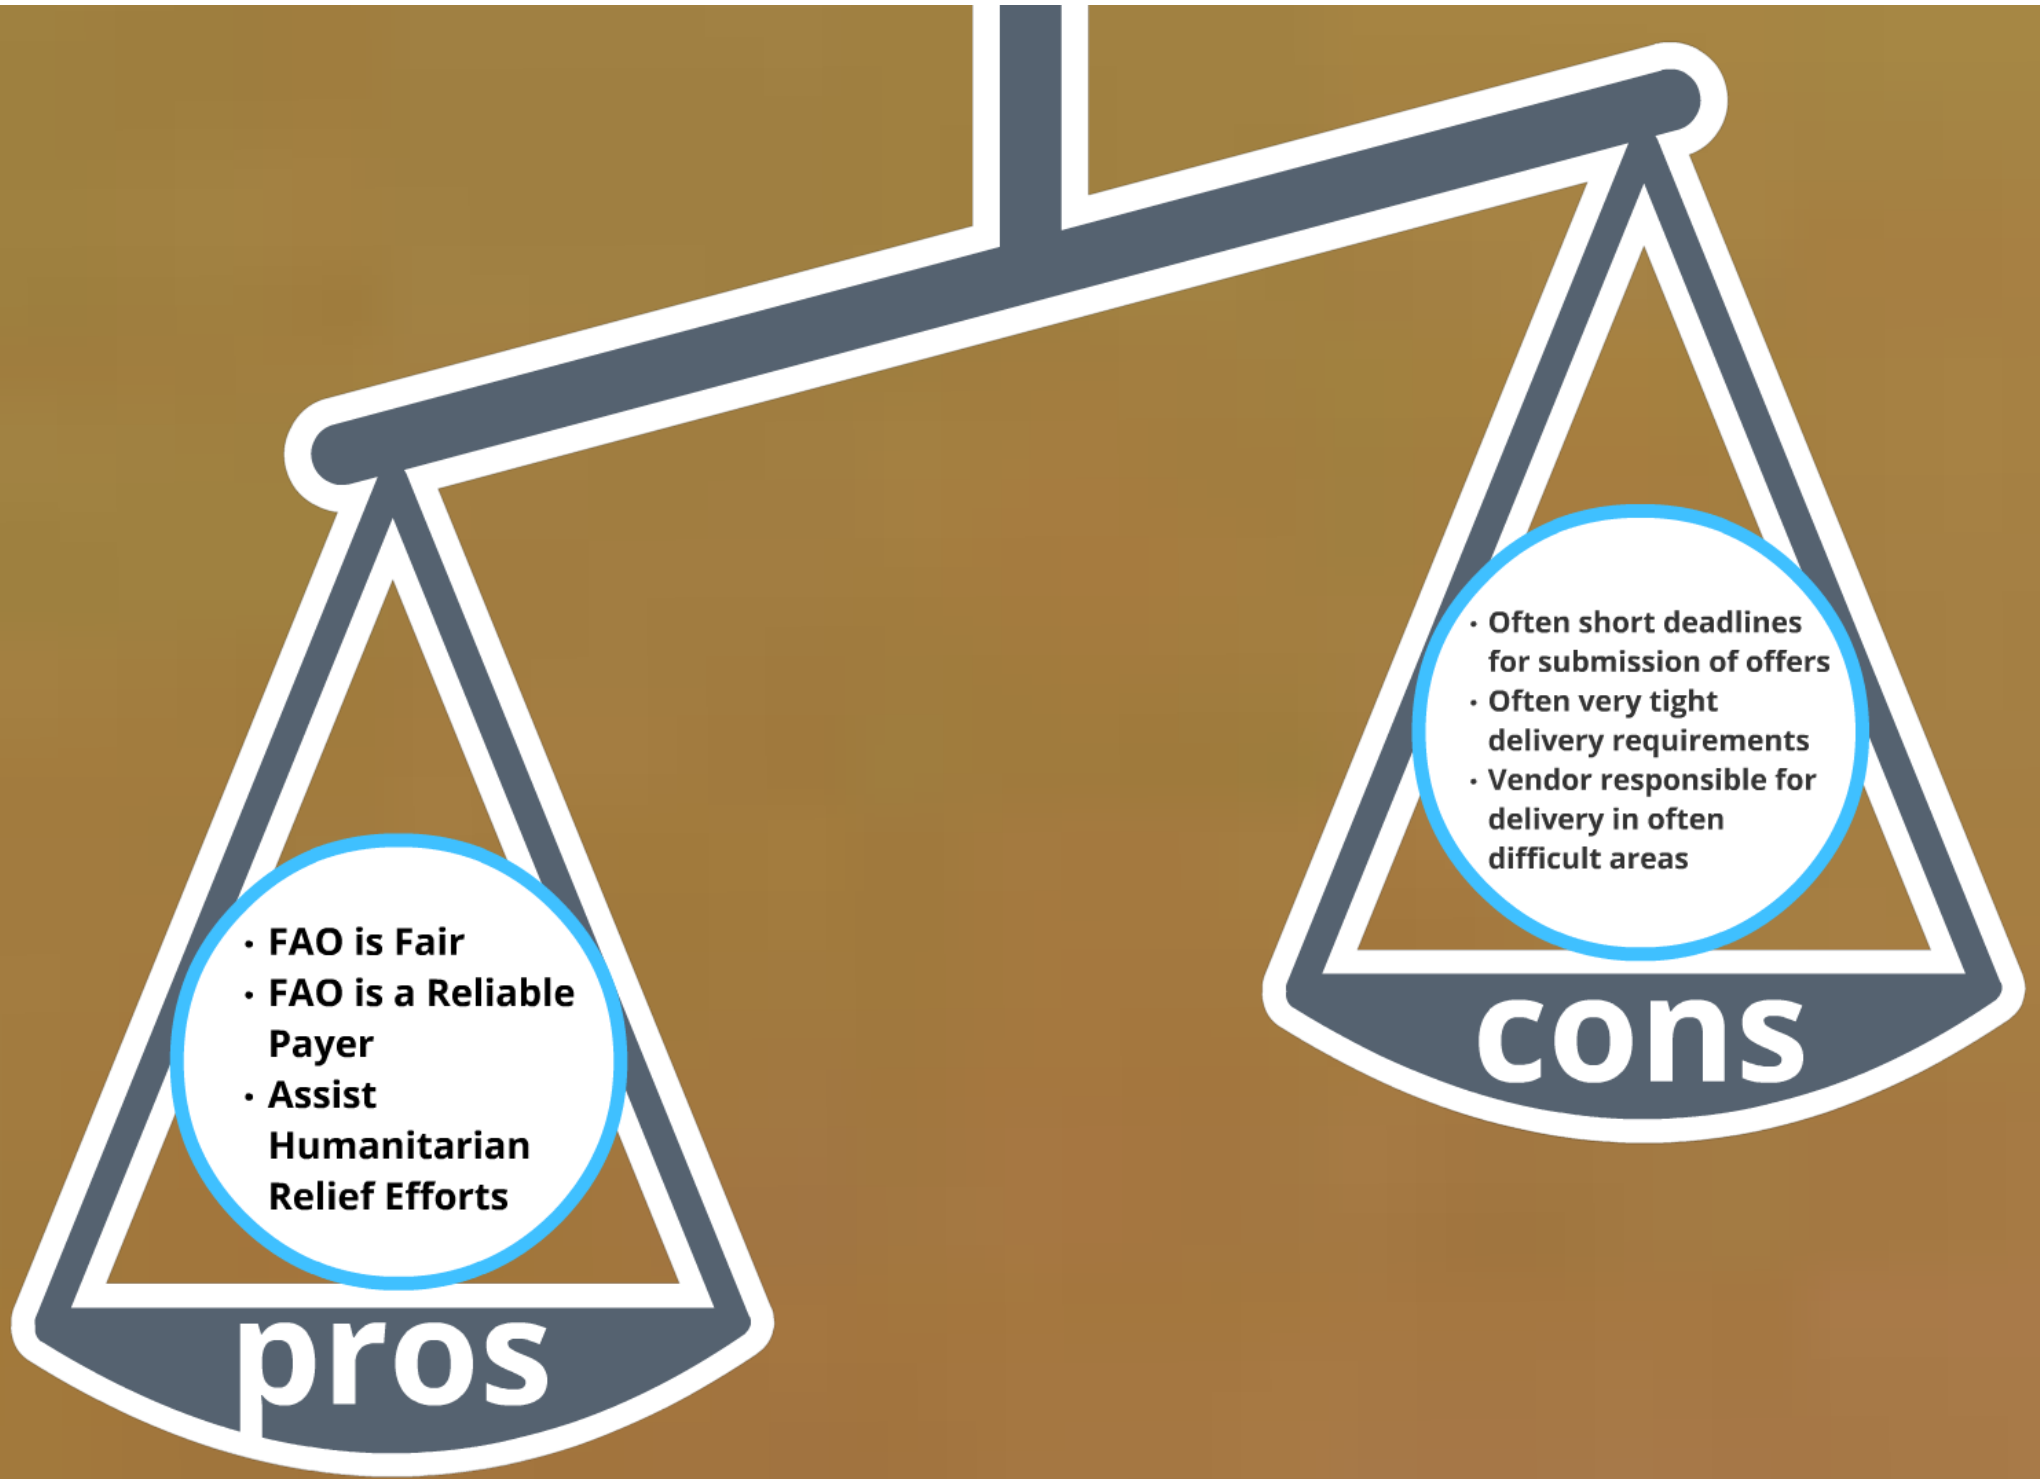 • FAO is Fair
• FAO is a Reliable
Payer
• Assist
Humanitarian
Relief Efforts
pros
• Often short deadlines
for submission of offers
• Often very tight
delivery requirements
• Vendor responsible for
delivery in often
difficult areas
cons